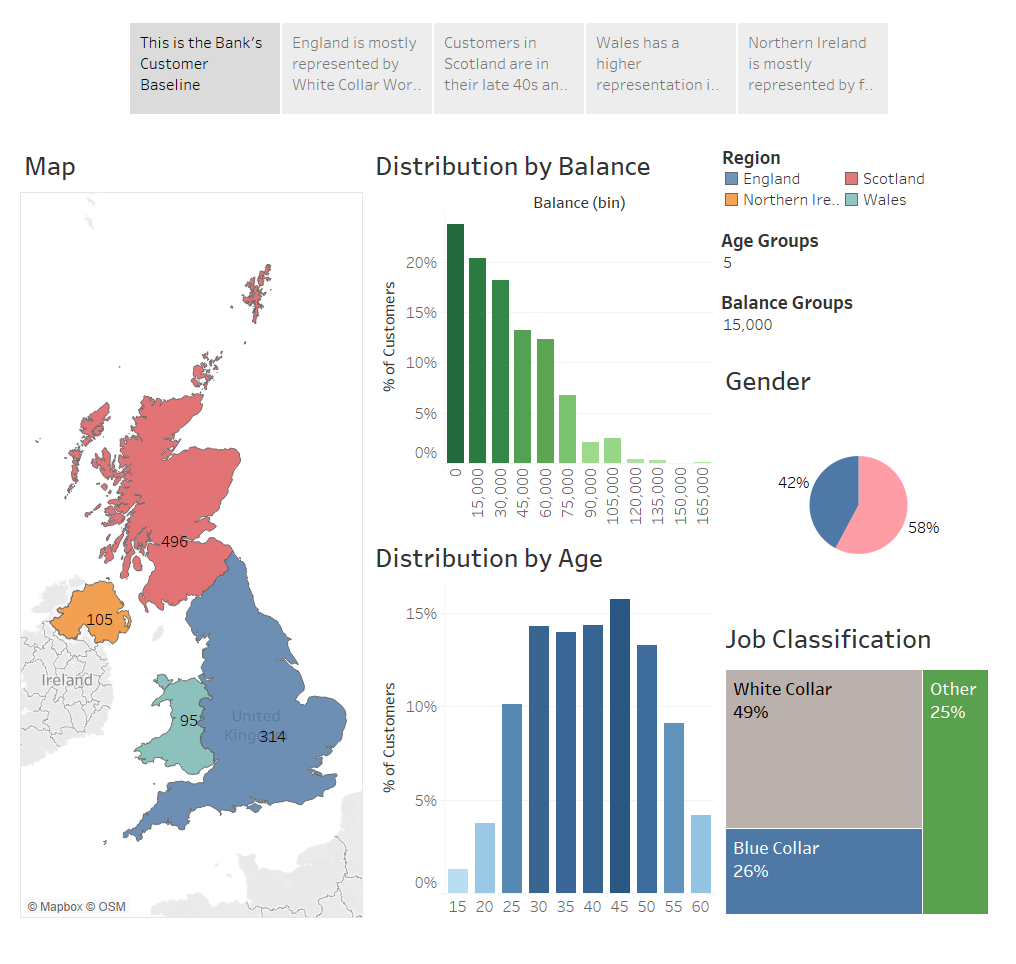 This is the Bank's
Customer
Baseline
England is mostly
represented by
White Collar Wor..
Customers in
Scotland are in
their late 40s an..
Wales has a
higher
representation i..
Northern Ireland
is mostly
represented by f..
Map
496
105
Ireland
95
United
Kingdom
314
© Mapbox © OSM
Distribution by Balance
Balance (bin)
% of Customers
20%
15%
10%
5%
0%
0
15,000
30,000
45,000
60,000
75,000
90,000
105,000
120,000
135,000
150,000
165,000
Distribution by Age
% of Customers
15%
10%
5%
0%
15 20 25 30 35 40 45 50 55 60
Region
England Scotland
Northern Ire.. Wales
Age Groups
5
Balance Groups
15,000
Gender
42%
58%
Job Classification
White Collar
49%
Other
25%
Blue Collar
26%